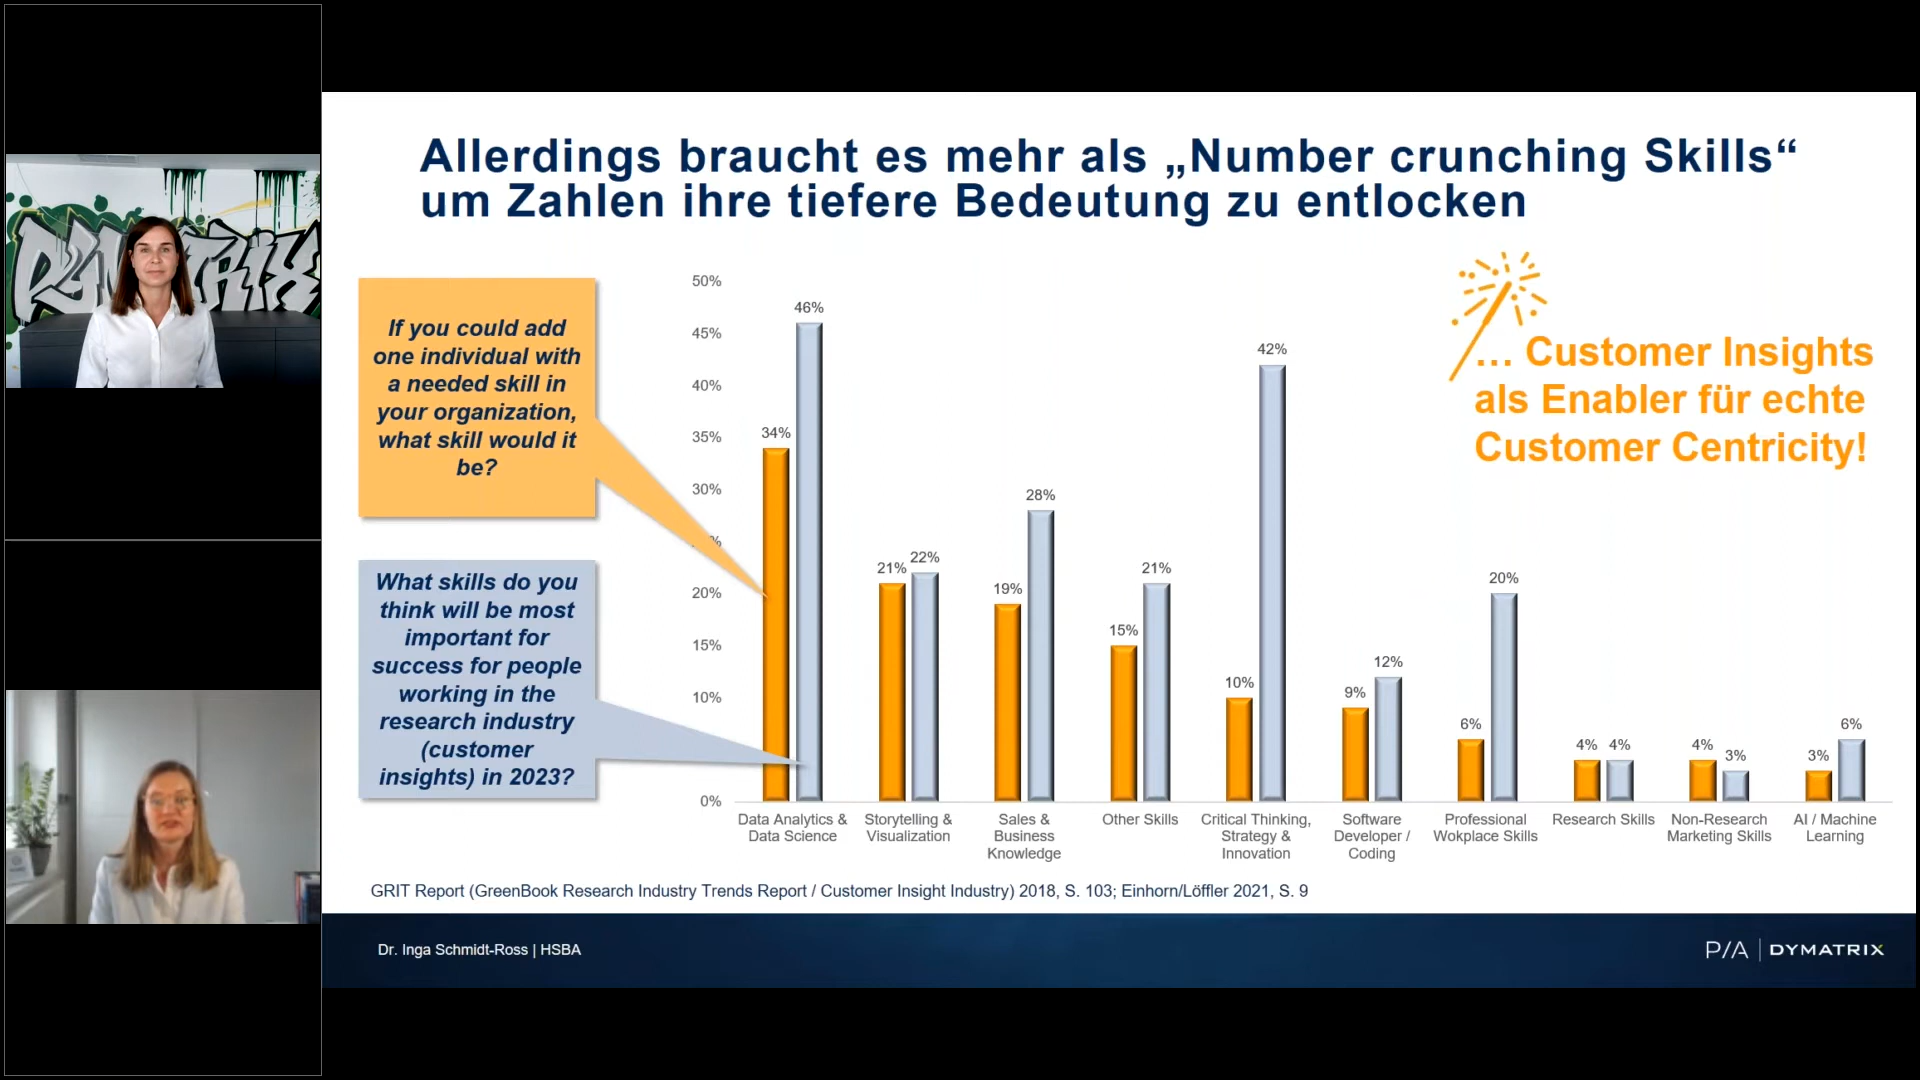 DYMATRIX
Allerdings braucht es mehr als „Number crunching Skills“
um Zahlen ihre tiefere Bedeutung zu entlocken
If you could add
one individual with
a needed skill in
your organization,
what skill would it
be?
What skills do you
think will be most
important for
success for people
working in the
research industry
(customer
insights) in 2023?
… Customer Insights
als Enabler für echte
Customer Centricity!
50%
45%
40%
35%
30%
%
20%
15%
10%
0%
34% 46%
21% 22%
19% 28%
15% 21%
10% 42%
9% 12%
6% 20%
4% 4%
4% 3%
3% 6%
Data Analytics &
Data Science
Storytelling &
Visualization
Sales &
Business
Knowledge
Other Skills
Critical Thinking,
Strategy &
Innovation
Software
Developer /
Coding
Professional
Wokplace Skills
Research Skills
Non-Research
Marketing Skills
AI / Machine
Learning
GRIT Report (GreenBook Research Industry Trends Report / Customer Insight Industry) 2018, S. 103; Einhorn/Löffler 2021, S. 9
Dr. Inga Schmidt-Ross | HSBA
P/A | DYMATRIX